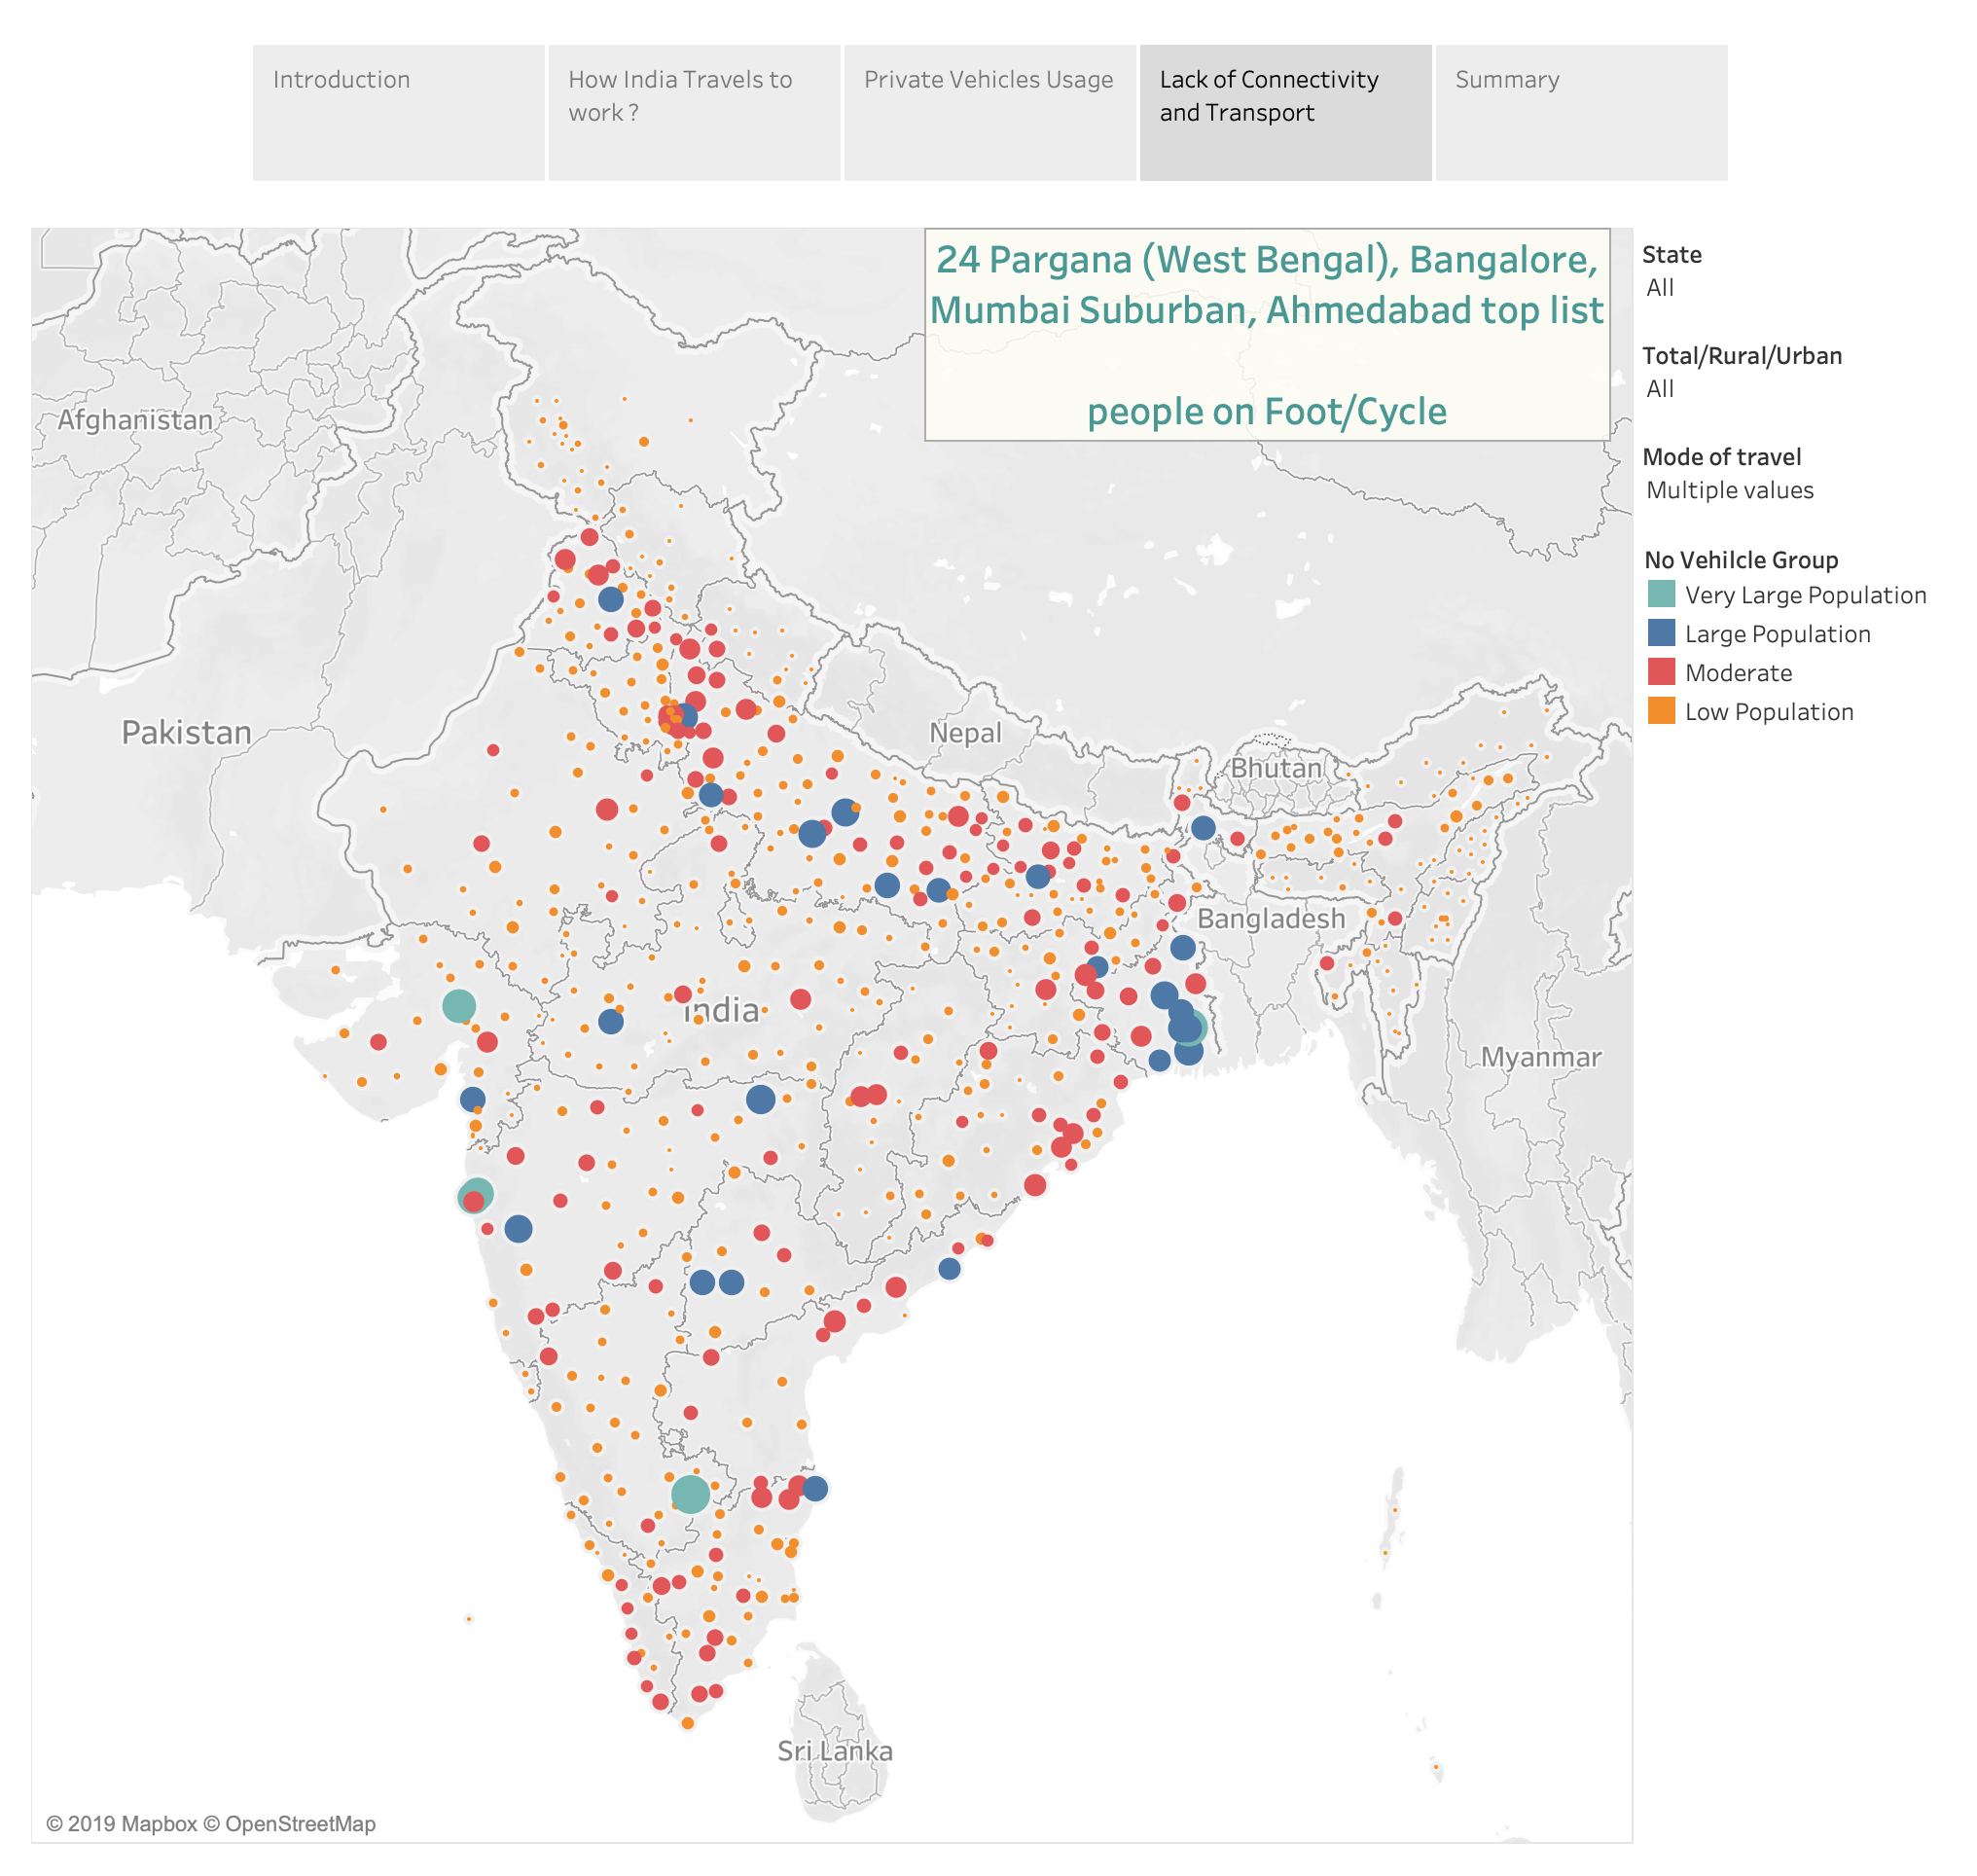 Introduction
How India Travels to
work ?
Private Vehicles Usage
Lack of Connectivity
and Transport
Summary
24 Pargana (West Bengal), Bangalore,
Mumbai Suburban, Ahmedabad top list
people on Foot/Cycle
State
All
Total/Rural/Urban
All
Mode of travel
Multiple values
No Vehilcle Group
Very Large Population
Large Population
Moderate
Low Population
Afghanistan
Pakistan
Nepal
Bhutan
Bangladesh
India
Myanmar
Sri Lanka
© 2019 Mapbox © OpenStreetMap